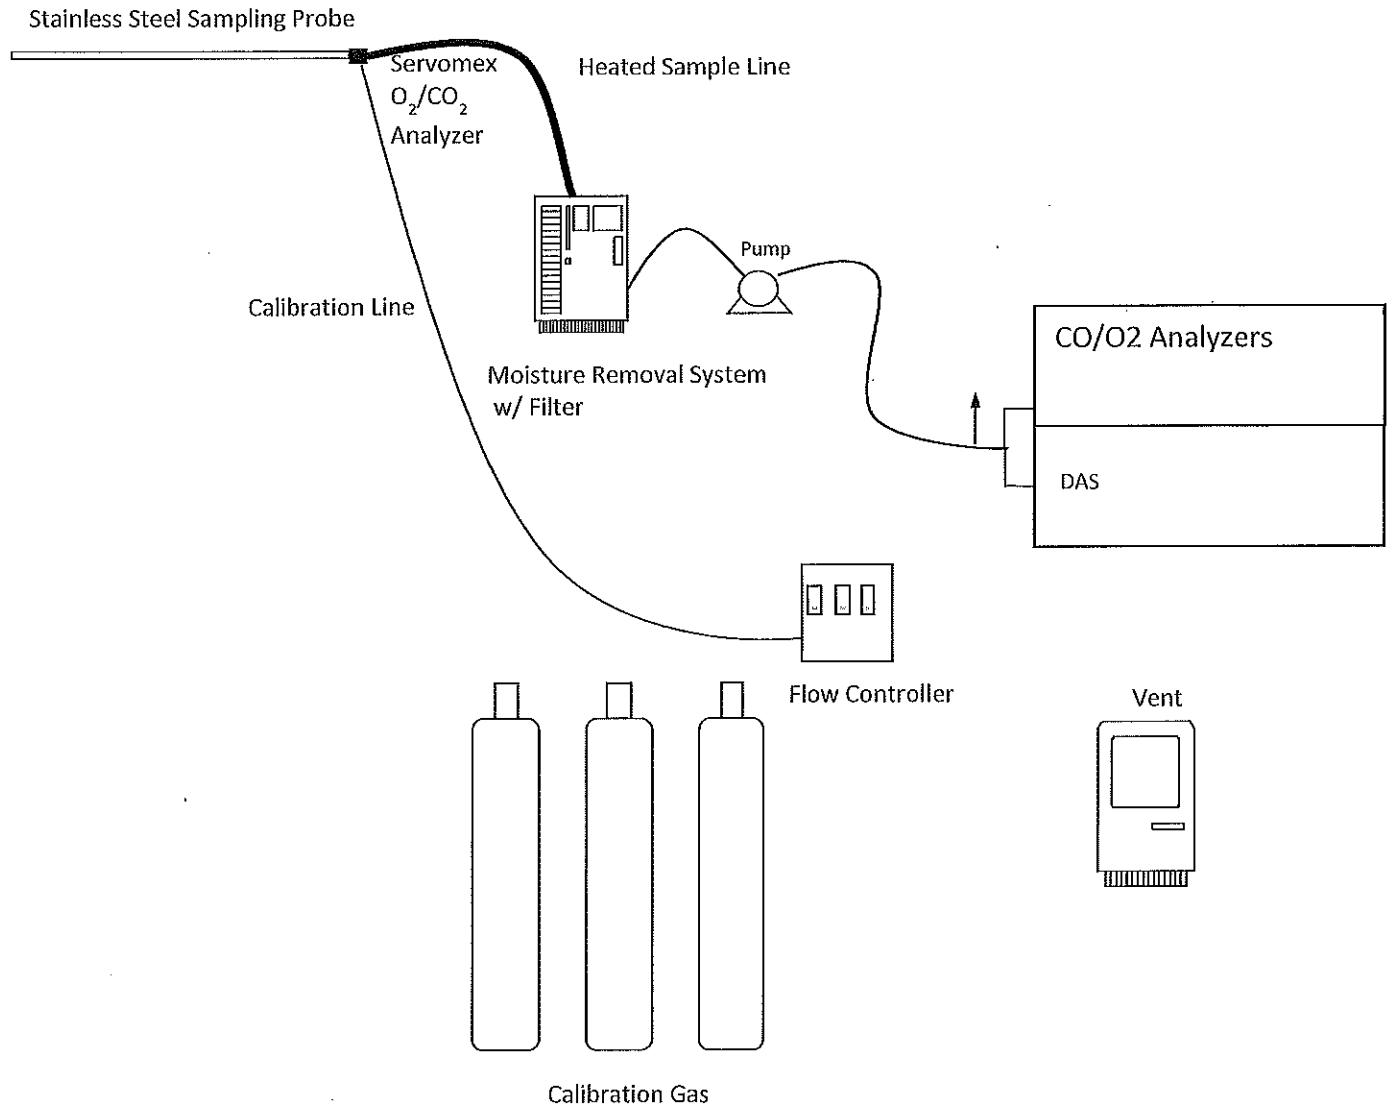 Stainless Steel Sampling Probe
Servomex
O₂/CO₂
Analyzer
Heated Sample Line
Pump
Calibration Line
CO/O2 Analyzers
Moisture Removal System
w/ Filter
DAS
Flow Controller
Vent
Calibration Gas